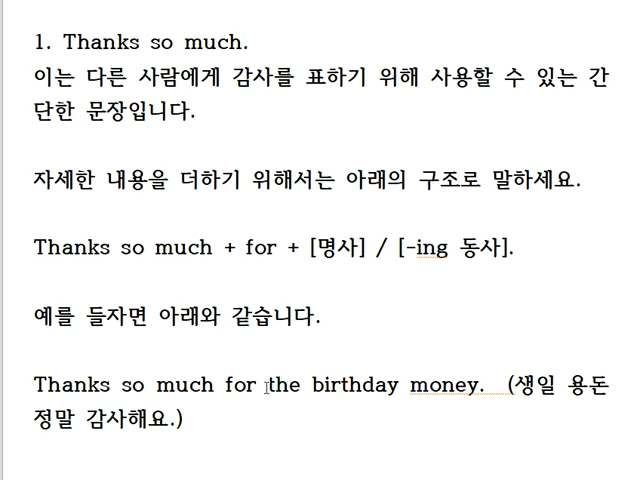 1. Thanks so much.
이는 다른 사람에게 감사를 표하기 위해 사용할 수 있는 간
단한 문장입니다.
자세한 내용을 더하기 위해서는 아래의 구조로 말하세요.
Thanks so much + for + [명사] / [-ing 동사].
예를 들자면 아래와 같습니다.
Thanks so much for the birthday money. (생일 용돈
정말 감사해요.)